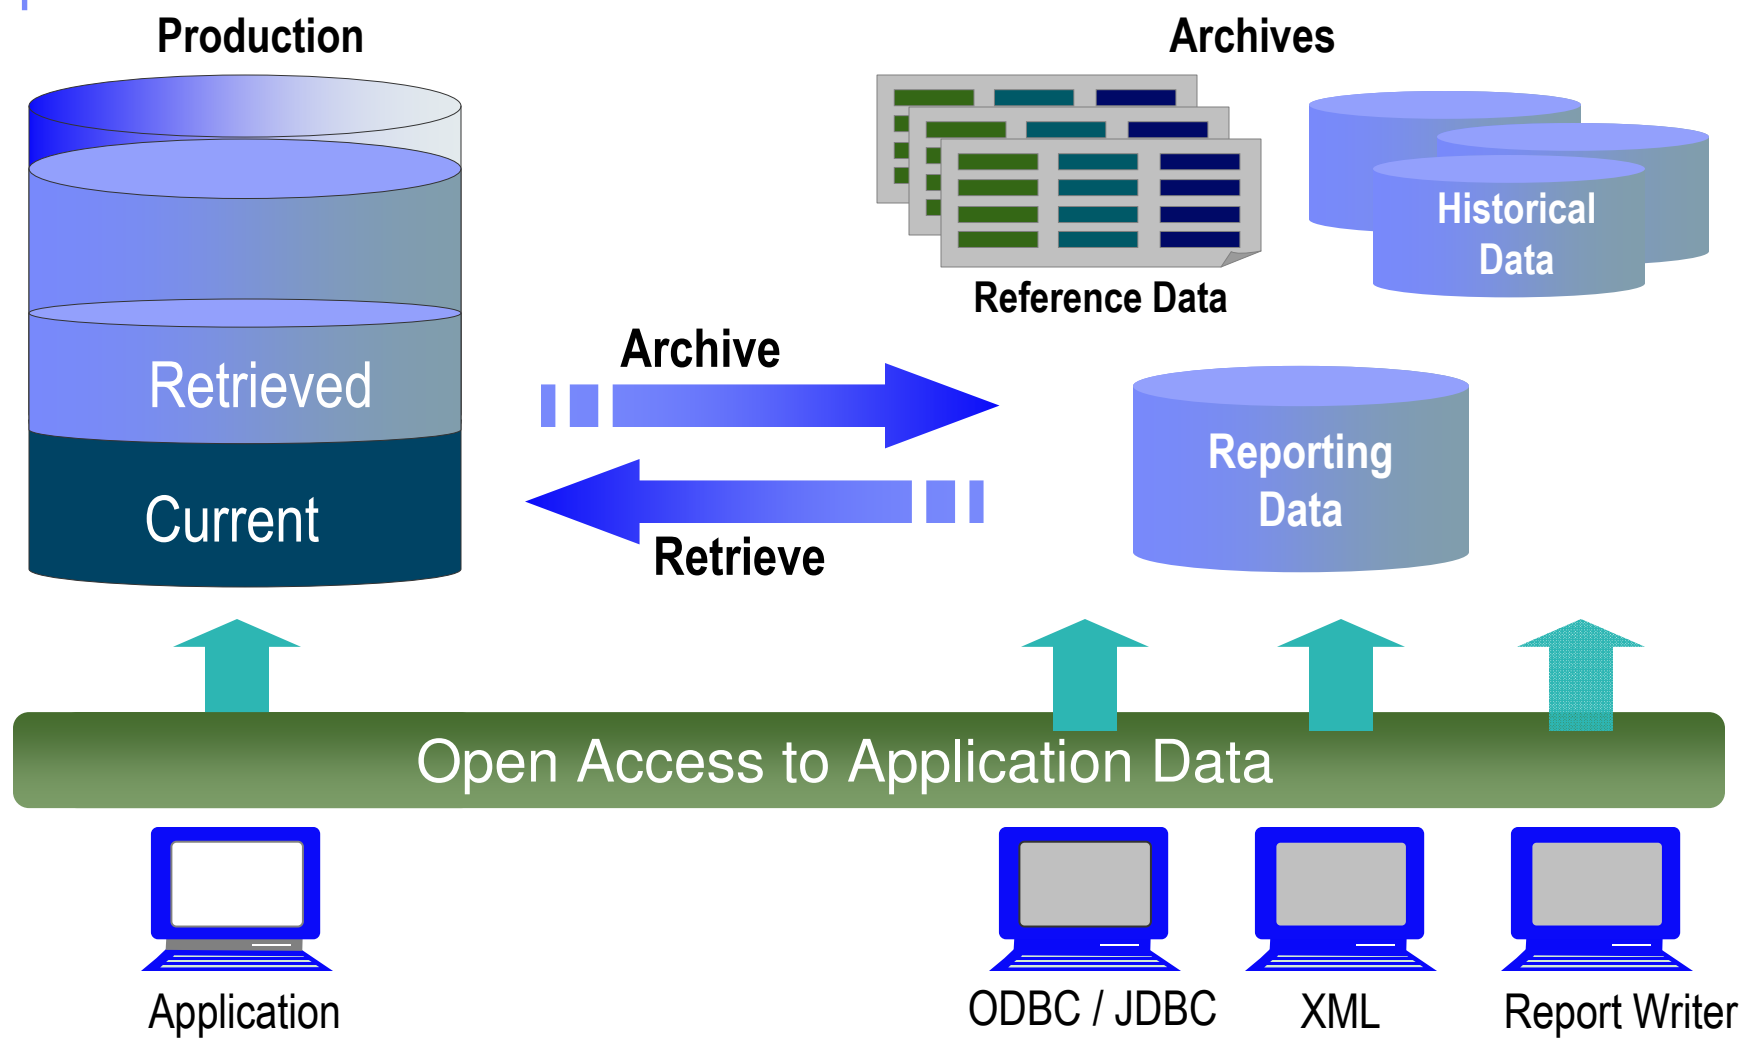 Production
Archives
Historical
Data
Reference Data
Archive
Retrieved
Reporting
Data
Current
Retrieve
Open Access to Application Data
Application
ODBC / JDBC
XML
Report Writer